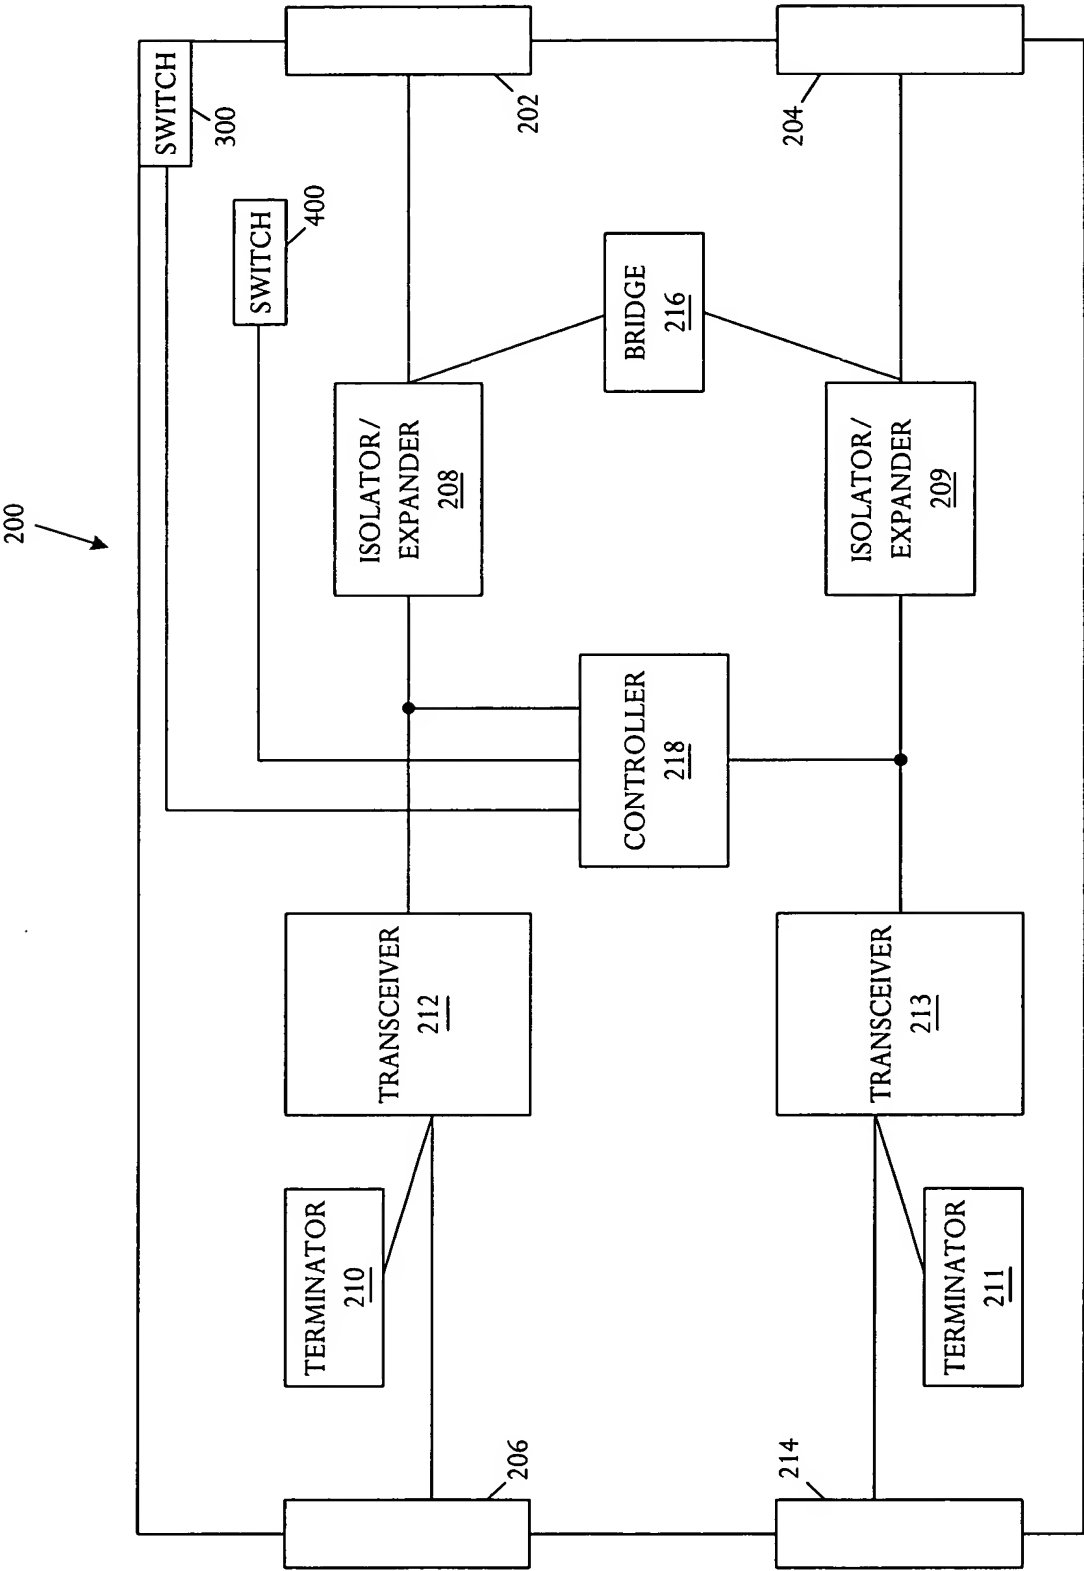 200
SWITCH
300
SWITCH
400
202
204
ISOLATOR/
EXPANDER
208
BRIDGE
216
ISOLATOR/
EXPANDER
209
CONTROLLER
218
TRANSCEIVER
212
TRANSCEIVER
213
TERMINATOR
210
TERMINATOR
211
206
214